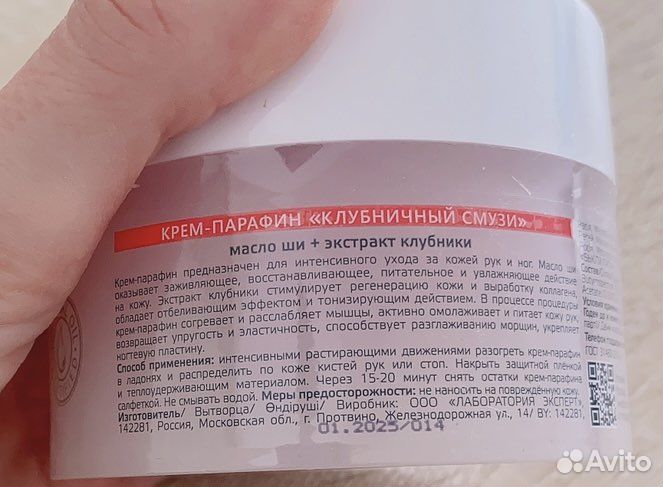 КРЕМ-ПАРАФИН «КЛУБНИЧНЫЙ СМУЗИ»
масло ши + экстракт клубники
Крем-парафин предназначен для интенсивного ухода за кожей рук и ног. Масло ши
оказывает заживляющее, восстанавливающее, питательное и увлажняющее действие
на кожу. Экстракт клубники стимулирует регенерацию кожи и выработку коллагена,
обладает отбеливающим эффектом и тонизирующим действием. В процессе процедуры
крем-парафин согревает и расслабляет мышцы, активно омолаживает и питает кожу рук,
возвращает упругость и эластичность, способствует разглаживанию морщин, укрепляет
ногтевую пластину.
Способ применения: интенсивными растирающими движениями разогреть крем-парафин
в ладонях и распределить по коже кистей рук или стоп. Накрыть защитной плёнкой
и теплоудерживающим материалом. Через 15-20 минут снять остатки крем-парафина
салфеткой. Не смывать водой. Меры предосторожности: не наносить на повреждённую кожу.
Изготовитель/ Вытворца/ Өндіруші/ Виробник: ООО «ЛАБОРАТОРИЯ ЭКСПЕРТ»,
142281, Россия, Московская обл., г. Протвино, Железнодорожная ул., 14/ BY: 142281,
01.2025/014
Avito